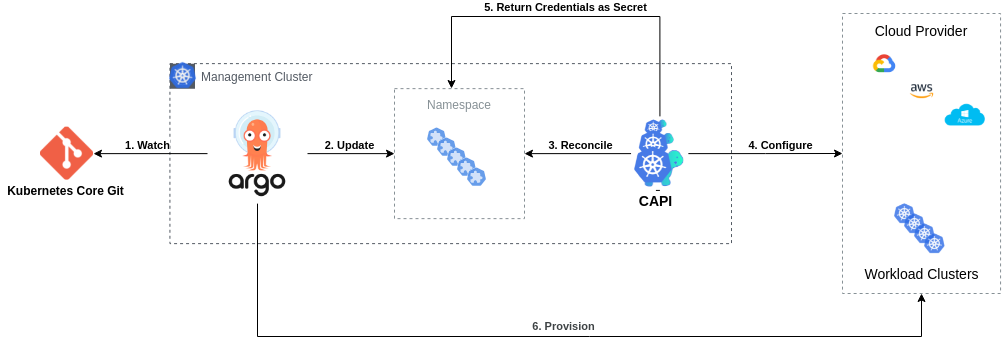 5. Return Credentials as Secret
Cloud Provider
Management Cluster
aws
Namespace
Azure
1. Watch
2. Update
3. Reconcile
4. Configure
argo
Kubernetes Core Git
CAPI
Workload Clusters
6. Provision